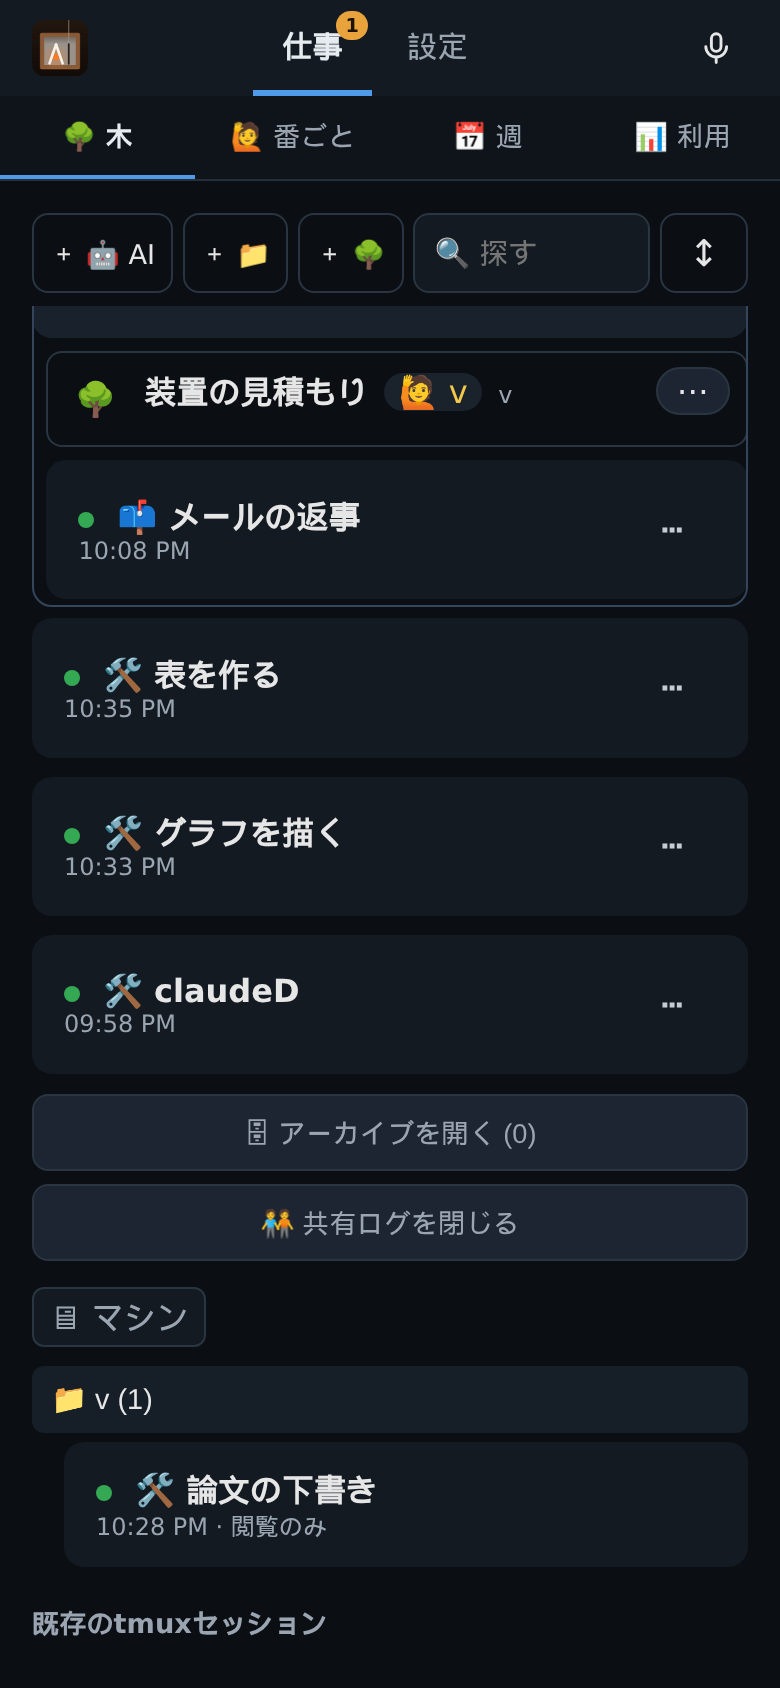 仕事 1 設定
木 番ごと 週 利用
+ AI + + 探す
装置の見積もり V v
メールの返事
10:08 PM
表を作る
10:35 PM
グラフを描く
10:33 PM
claudeD
09:58 PM
アーカイブを開く (0)
共有ログを閉じる
マシン
v (1)
論文の下書き
10:28 PM · 閲覧のみ
既存のtmuxセッション